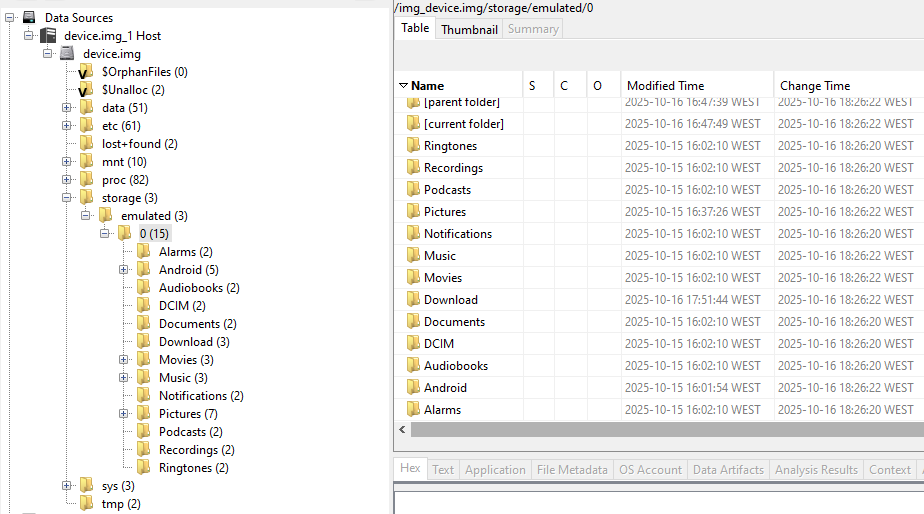 Data Sources
device.img_1 Host
device.img
$OrphanFiles (0)
$Unalloc (2)
data (51)
etc (61)
lost+found (2)
mnt (10)
proc (82)
storage (3)
emulated (3)
0 (15)
Alarms (2)
Android (5)
Audiobooks (2)
DCIM (2)
Documents (2)
Download (3)
Movies (3)
Music (3)
Notifications (2)
Pictures (7)
Podcasts (2)
Recordings (2)
Ringtones (2)
sys (3)
tmp (2)
/img_device.img/storage/emulated/0
Table Thumbnail Summary
Name S C O Modified Time Change Time
[parent folder] 2025-10-16 16:47:39 WEST 2025-10-16 18:26:22 WEST
[current folder] 2025-10-16 16:47:49 WEST 2025-10-16 18:26:22 WEST
Ringtones 2025-10-15 16:02:10 WEST 2025-10-16 18:26:20 WEST
Recordings 2025-10-15 16:02:10 WEST 2025-10-16 18:26:20 WEST
Podcasts 2025-10-15 16:02:10 WEST 2025-10-16 18:26:20 WEST
Pictures 2025-10-15 16:37:26 WEST 2025-10-16 18:26:22 WEST
Notifications 2025-10-15 16:02:10 WEST 2025-10-16 18:26:20 WEST
Music 2025-10-15 16:02:10 WEST 2025-10-16 18:26:22 WEST
Movies 2025-10-15 16:02:10 WEST 2025-10-16 18:26:22 WEST
Download 2025-10-16 17:51:44 WEST 2025-10-16 18:26:22 WEST
Documents 2025-10-15 16:02:10 WEST 2025-10-16 18:26:20 WEST
DCIM 2025-10-15 16:02:10 WEST 2025-10-16 18:26:20 WEST
Audiobooks 2025-10-15 16:02:10 WEST 2025-10-16 18:26:20 WEST
Android 2025-10-15 16:01:54 WEST 2025-10-16 18:26:22 WEST
Alarms 2025-10-15 16:02:10 WEST 2025-10-16 18:26:20 WEST
Hex Text Application File Metadata OS Account Data Artifacts Analysis Results Context